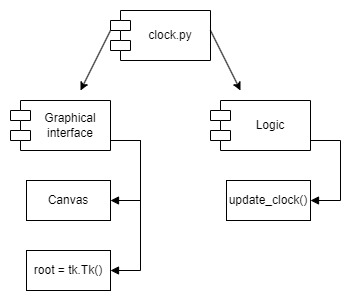 clock.py
Graphical
interface
Logic
Canvas
update_clock()
root = tk.Tk()